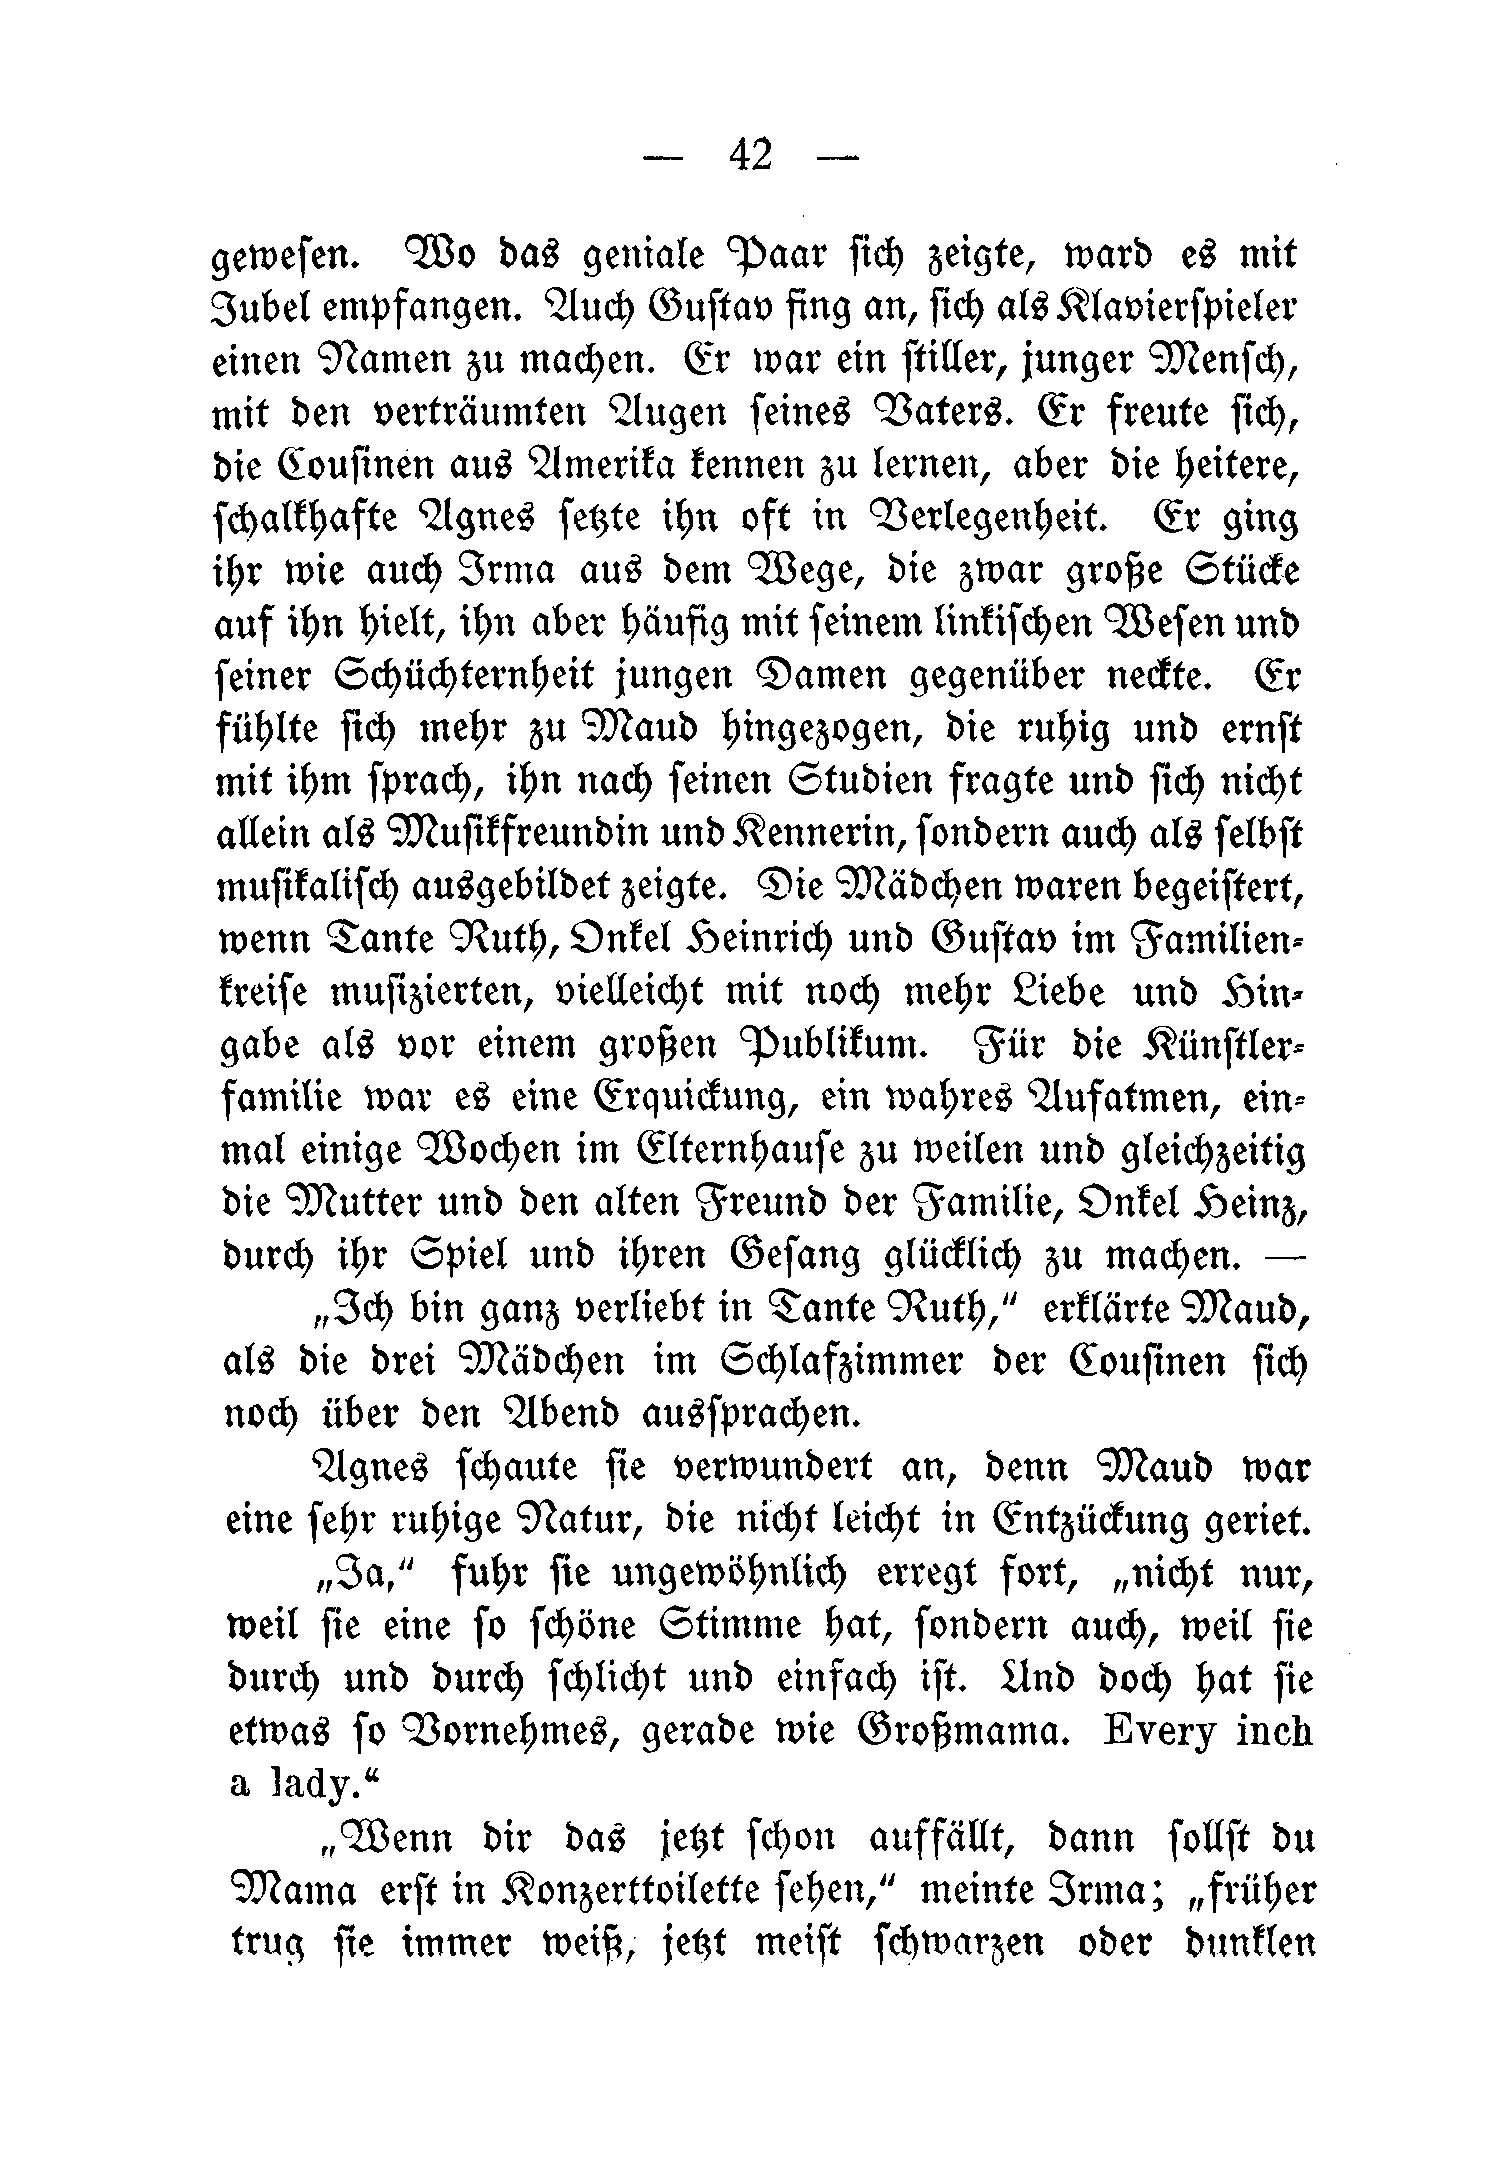 — 42 —
gewesen. Wo das geniale Paar sich zeigte, ward es mit
Jubel empfangen. Auch Gustav fing an, sich als Klavierspieler
einen Namen zu machen. Er war ein stiller, junger Mensch,
mit den verträumten Augen seines Vaters. Er freute sich,
die Cousinen aus Amerika kennen zu lernen, aber die heitere,
schalkhafte Agnes setzte ihn oft in Verlegenheit. Er ging
ihr wie auch Irma aus dem Wege, die zwar große Stücke
auf ihn hielt, ihn aber häufig mit seinem linkischen Wesen und
seiner Schüchternheit jungen Damen gegenüber neckte. Er
fühlte sich mehr zu Maud hingezogen, die ruhig und ernst
mit ihm sprach, ihn nach seinen Studien fragte und sich nicht
allein als Musikfreundin und Kennerin, sondern auch als selbst
musikalisch ausgebildet zeigte. Die Mädchen waren begeistert,
wenn Tante Ruth, Onkel Heinrich und Gustav im Familien-
kreise musizierten, vielleicht mit noch mehr Liebe und Hin-
gabe als vor einem großen Publikum. Für die Künstler-
familie war es eine Erquickung, ein wahres Aufatmen, ein-
mal einige Wochen im Elternhause zu weilen und gleichzeitig
die Mutter und den alten Freund der Familie, Onkel Heinz,
durch ihr Spiel und ihren Gesang glücklich zu machen. —
„Ich bin ganz verliebt in Tante Ruth,“ erklärte Maud,
als die drei Mädchen im Schlafzimmer der Cousinen sich
noch über den Abend aussprachen.
Agnes schaute sie verwundert an, denn Maud war
eine sehr ruhige Natur, die nicht leicht in Entzückung geriet.
„Ja,“ fuhr sie ungewöhnlich erregt fort, „nicht nur,
weil sie eine so schöne Stimme hat, sondern auch, weil sie
durch und durch schlicht und einfach ist. Und doch hat sie
etwas so Vornehmes, gerade wie Großmama. Every inch
a lady.“
„Wenn dir das jetzt schon auffällt, dann sollst du
Mama erst in Konzerttoilette sehen,“ meinte Irma; „früher
trug sie immer weiß, jetzt meist schwarzen oder dunklen